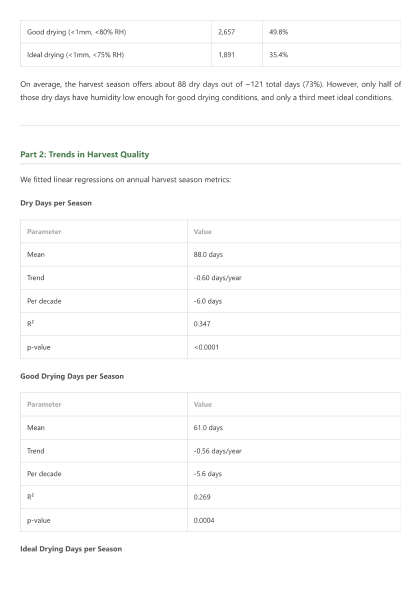 Good drying (<1mm, <80% RH) 2,657 49.8%
Ideal drying (<1mm, <75% RH) 1,891 35.4%
On average, the harvest season offers about 88 dry days out of ~121 total days (73%). However, only half of
those dry days have humidity low enough for good drying conditions, and only a third meet ideal conditions.
Part 2: Trends in Harvest Quality
We fitted linear regressions on annual harvest season metrics:
Dry Days per Season
Parameter Value
Mean 88.0 days
Trend -0.60 days/year
Per decade -6.0 days
R² 0.347
p-value <0.0001
Good Drying Days per Season
Parameter Value
Mean 61.0 days
Trend -0.56 days/year
Per decade -5.6 days
R² 0.269
p-value 0.0004
Ideal Drying Days per Season